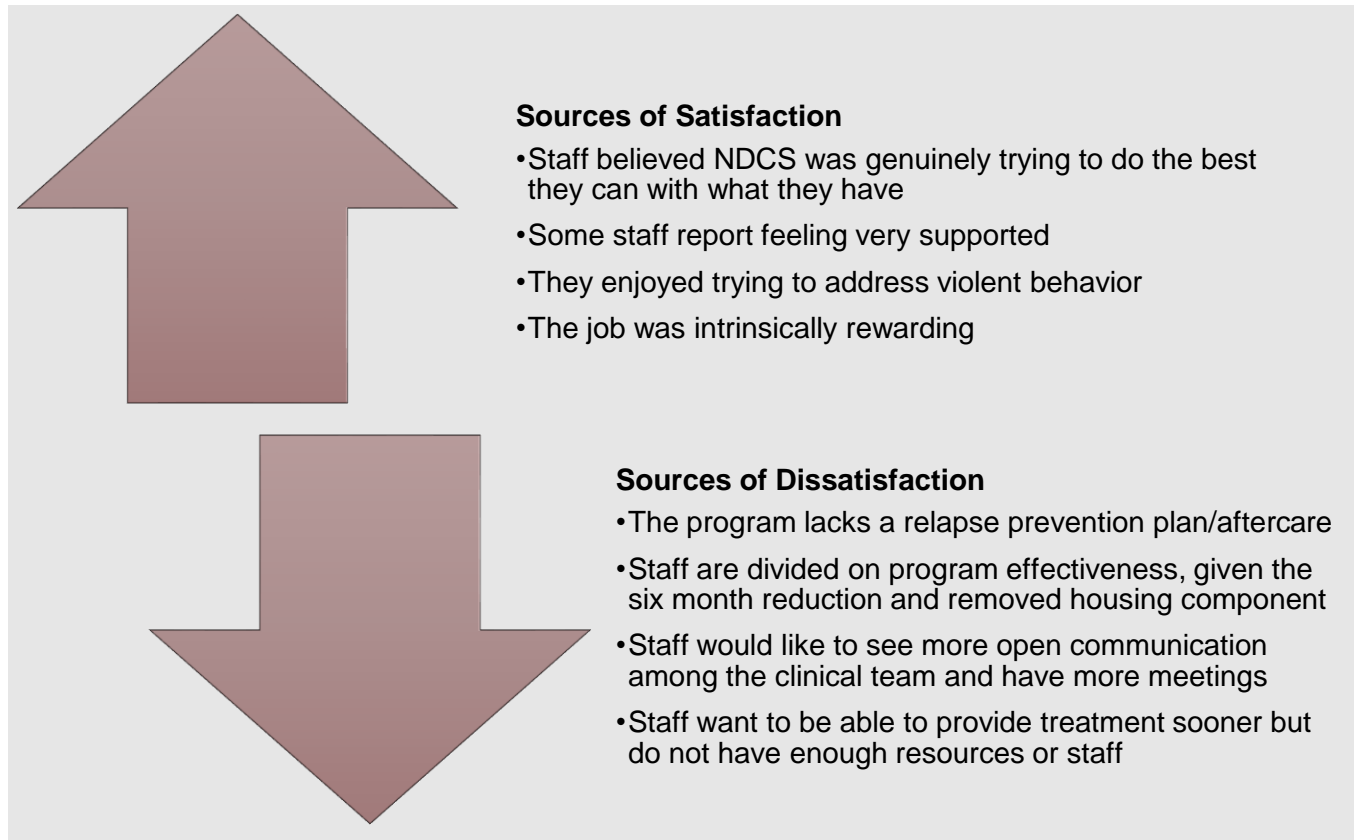 Sources of Satisfaction
•Staff believed NDCS was genuinely trying to do the best
they can with what they have
•Some staff report feeling very supported
•They enjoyed trying to address violent behavior
•The job was intrinsically rewarding
Sources of Dissatisfaction
•The program lacks a relapse prevention plan/aftercare
•Staff are divided on program effectiveness, given the
six month reduction and removed housing component
•Staff would like to see more open communication
among the clinical team and have more meetings
•Staff want to be able to provide treatment sooner but
do not have enough resources or staff